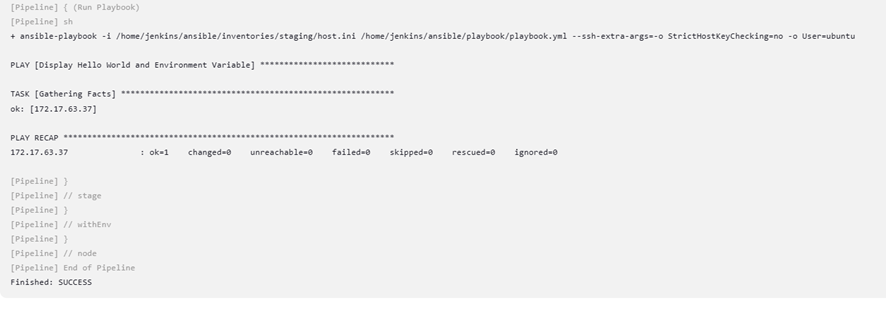 [Pipeline] { (Run Playbook)
[Pipeline] sh
+ ansible-playbook -i /home/jenkins/ansible/inventories/staging/host.ini /home/jenkins/ansible/playbook/playbook.yml --ssh-extra-args=-o StrictHostKeyChecking=no -o User=ubuntu
PLAY [Display Hello World and Environment Variable] ****************************
TASK [Gathering Facts] *********************************************************
ok: [172.17.63.37]
PLAY RECAP *********************************************************************
172.17.63.37 : ok=1 changed=0 unreachable=0 failed=0 skipped=0 rescued=0 ignored=0
[Pipeline] }
[Pipeline] // stage
[Pipeline] }
[Pipeline] // withEnv
[Pipeline] }
[Pipeline] // node
[Pipeline] End of Pipeline
Finished: SUCCESS